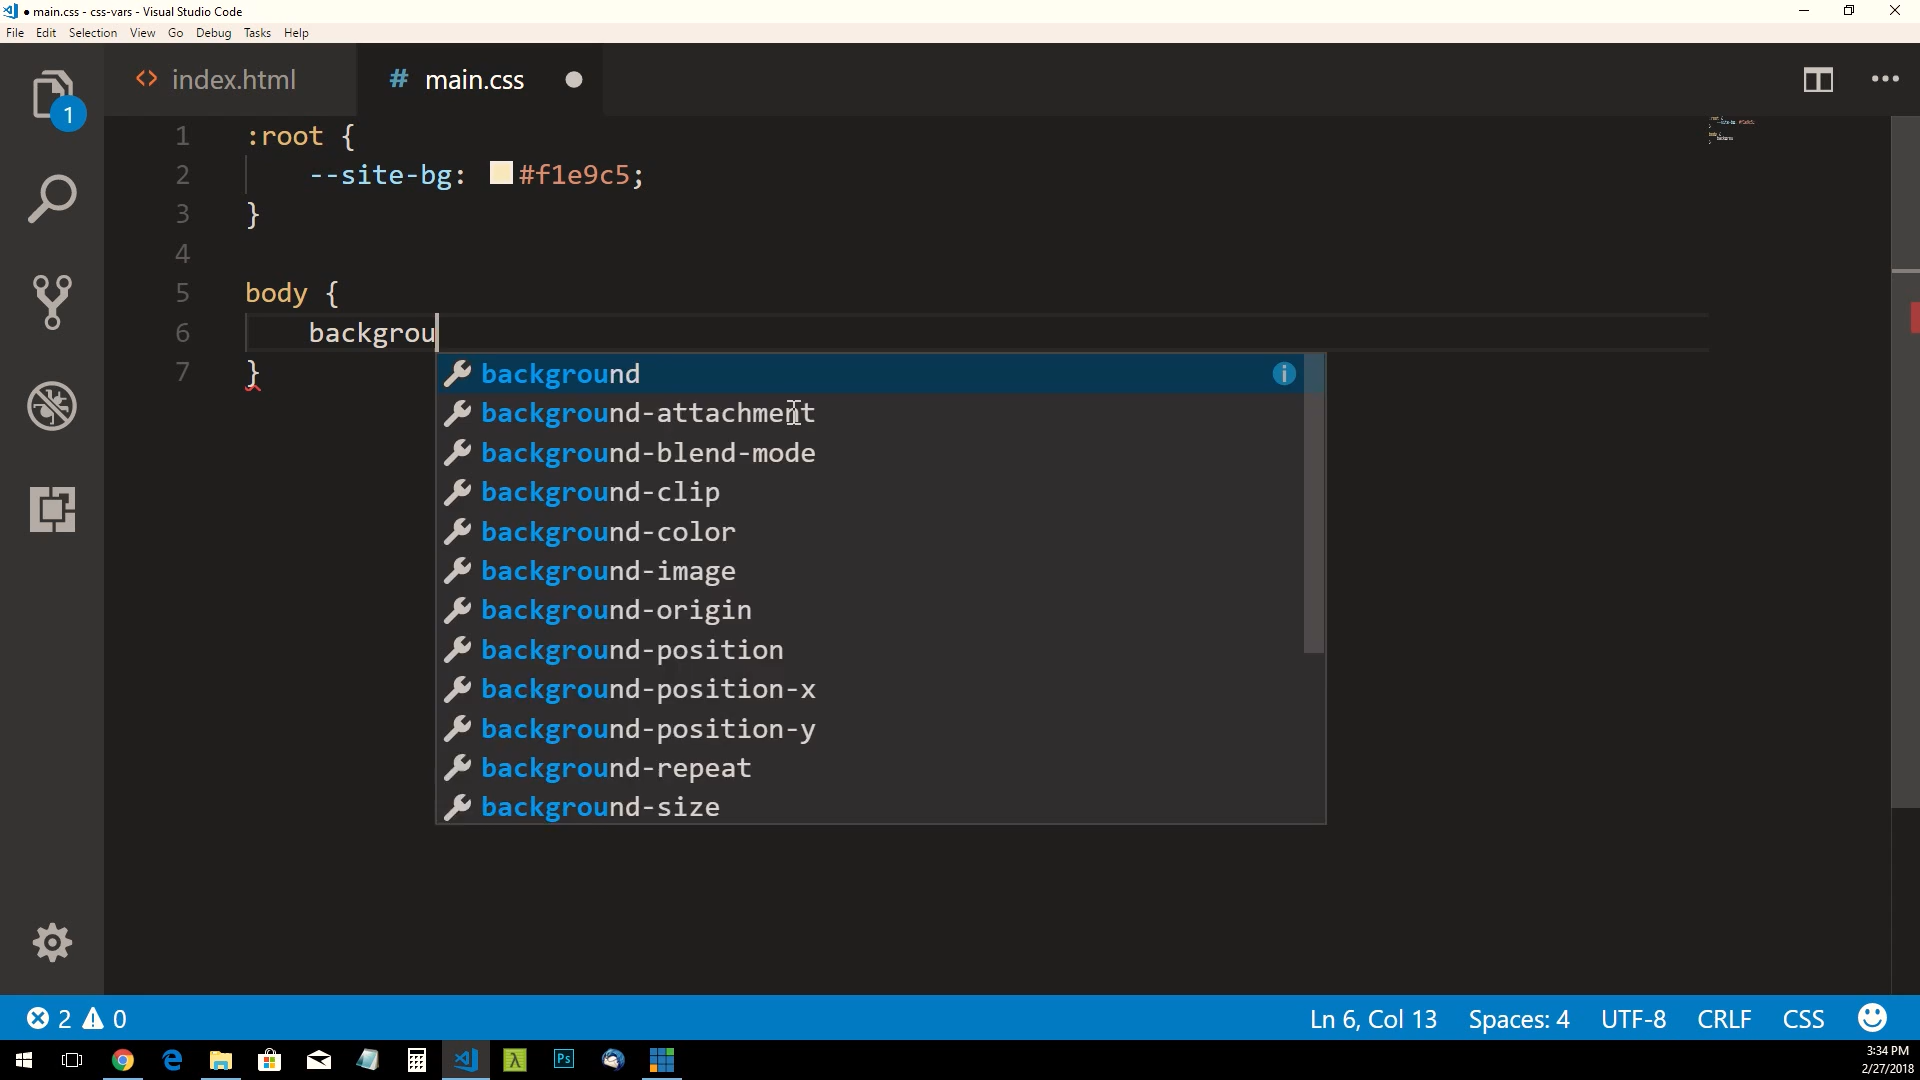 ● main.css - css-vars - Visual Studio Code
File Edit Selection View Go Debug Tasks Help
1
<> index.html # main.css ●
1 :root {
2 --site-bg: #f1e9c5;
3 }
4
5 body {
6 backgrou
7 }
background
background-attachment
background-blend-mode
background-clip
background-color
background-image
background-origin
background-position
background-position-x
background-position-y
background-repeat
background-size
2 0 Ln 6, Col 13 Spaces: 4 UTF-8 CRLF CSS
Ps
3:34 PM
2/27/2018